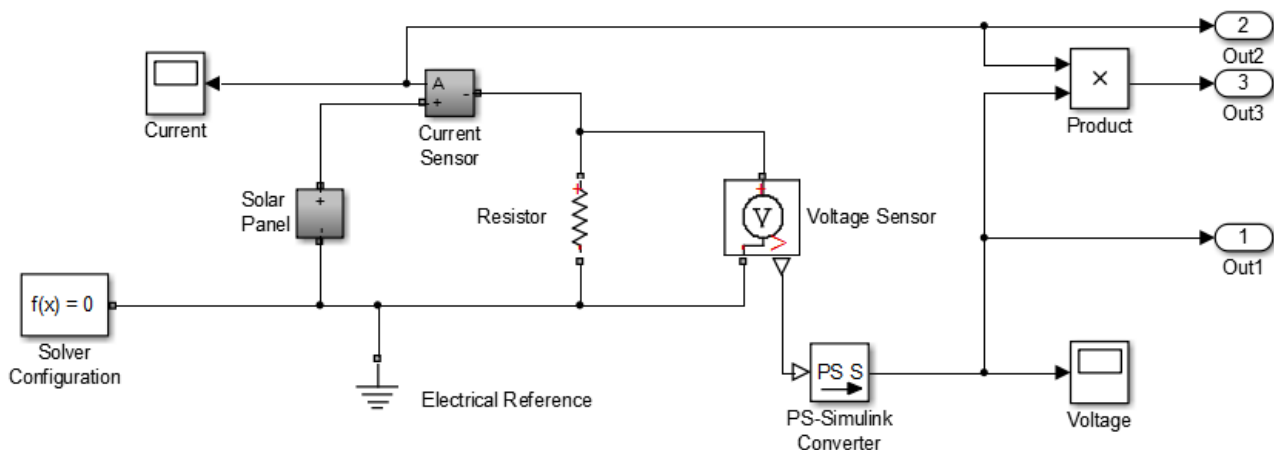 2
Out2
×
Product
3
Out3
Current
A
+
-
Current
Sensor
Solar
Panel
+
-
Resistor
+
-
+
V
V
-
Voltage Sensor
1
Out1
f(x) = 0
Solver
Configuration
Electrical Reference
PS S
PS-Simulink
Converter
Voltage